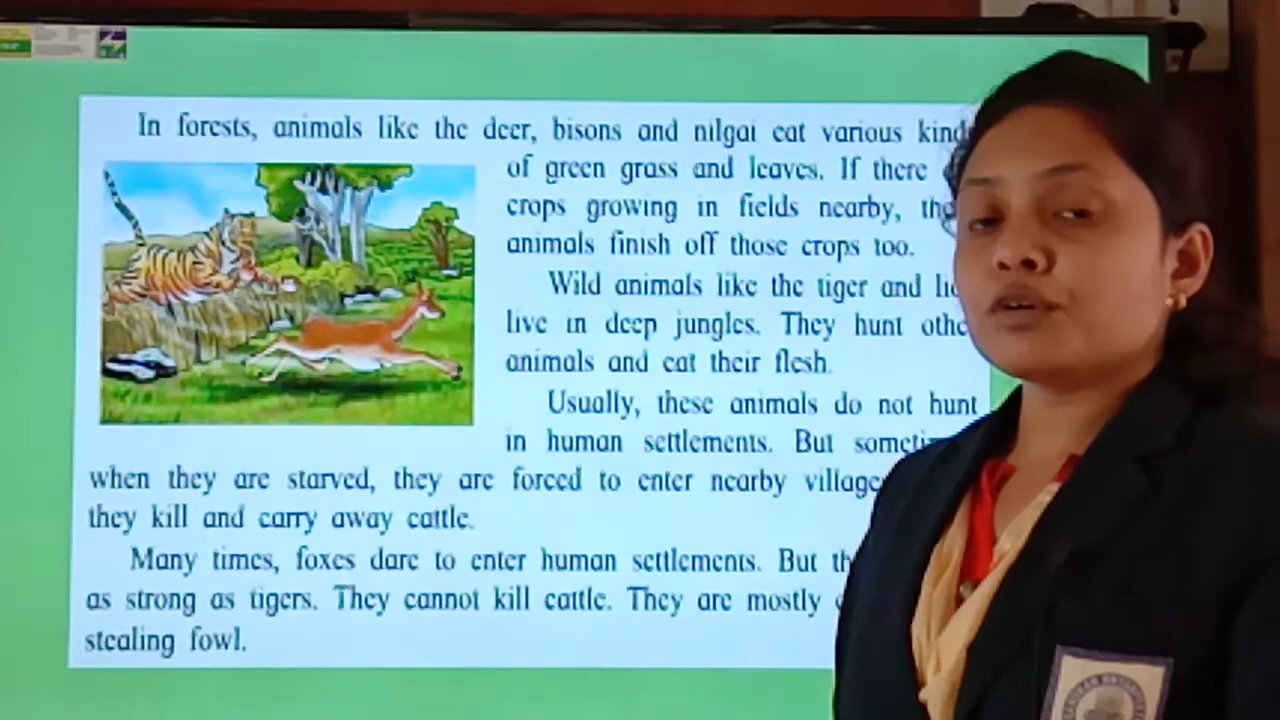 In forests, animals like the deer, bisons and nilgai eat various
of green grass and leaves. If there
crops growing in fields nearby,
animals finish off those crops too.
Wild animals like the tiger and
live in deep jungles. They hunt
animals and eat their flesh.
Usually, these animals do not hunt
in human settlements. But
when they are starved, they are forced to enter nearby
they kill and carry away cattle.
Many times, foxes dare to enter human settlements. But
as strong as tigers. They cannot kill cattle. They are mostly
stealing fowl.